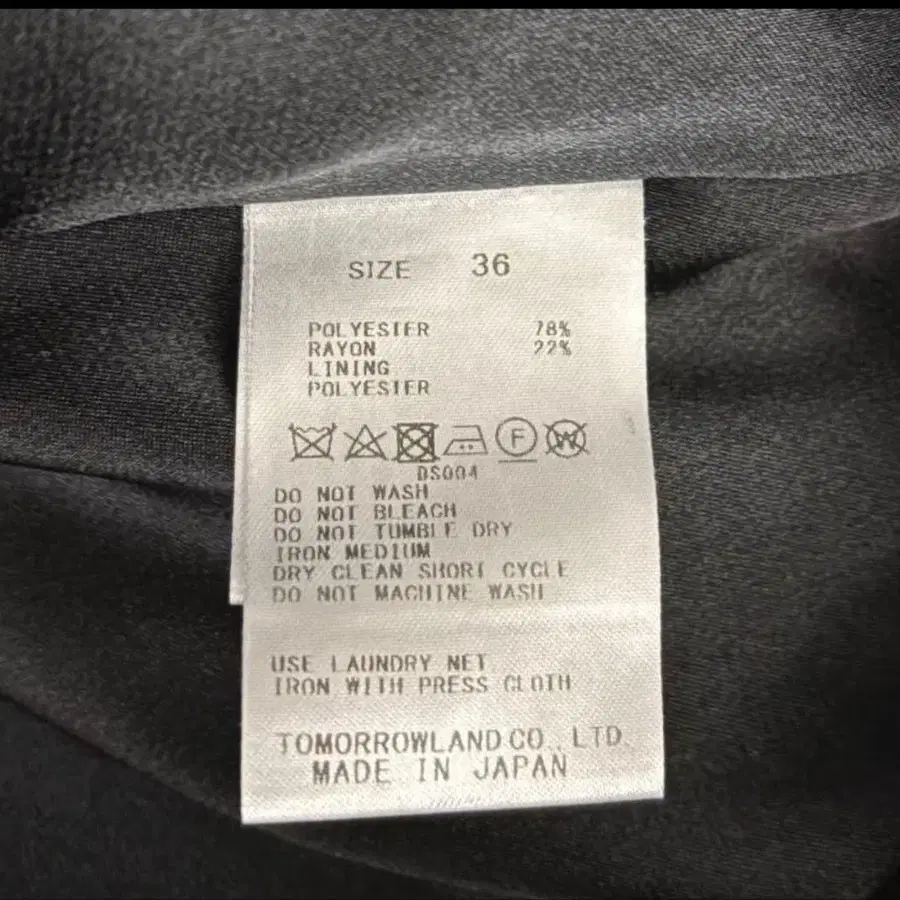 SIZE 36
POLYESTER 78%
RAYON 22%
LINING
POLYESTER
F W
DS004
DO NOT WASH
DO NOT BLEACH
DO NOT TUMBLE DRY
IRON MEDIUM
DRY CLEAN SHORT CYCLE
DO NOT MACHINE WASH
USE LAUNDRY NET
IRON WITH PRESS CLOTH
TOMORROWLAND CO., LTD.
MADE IN JAPAN